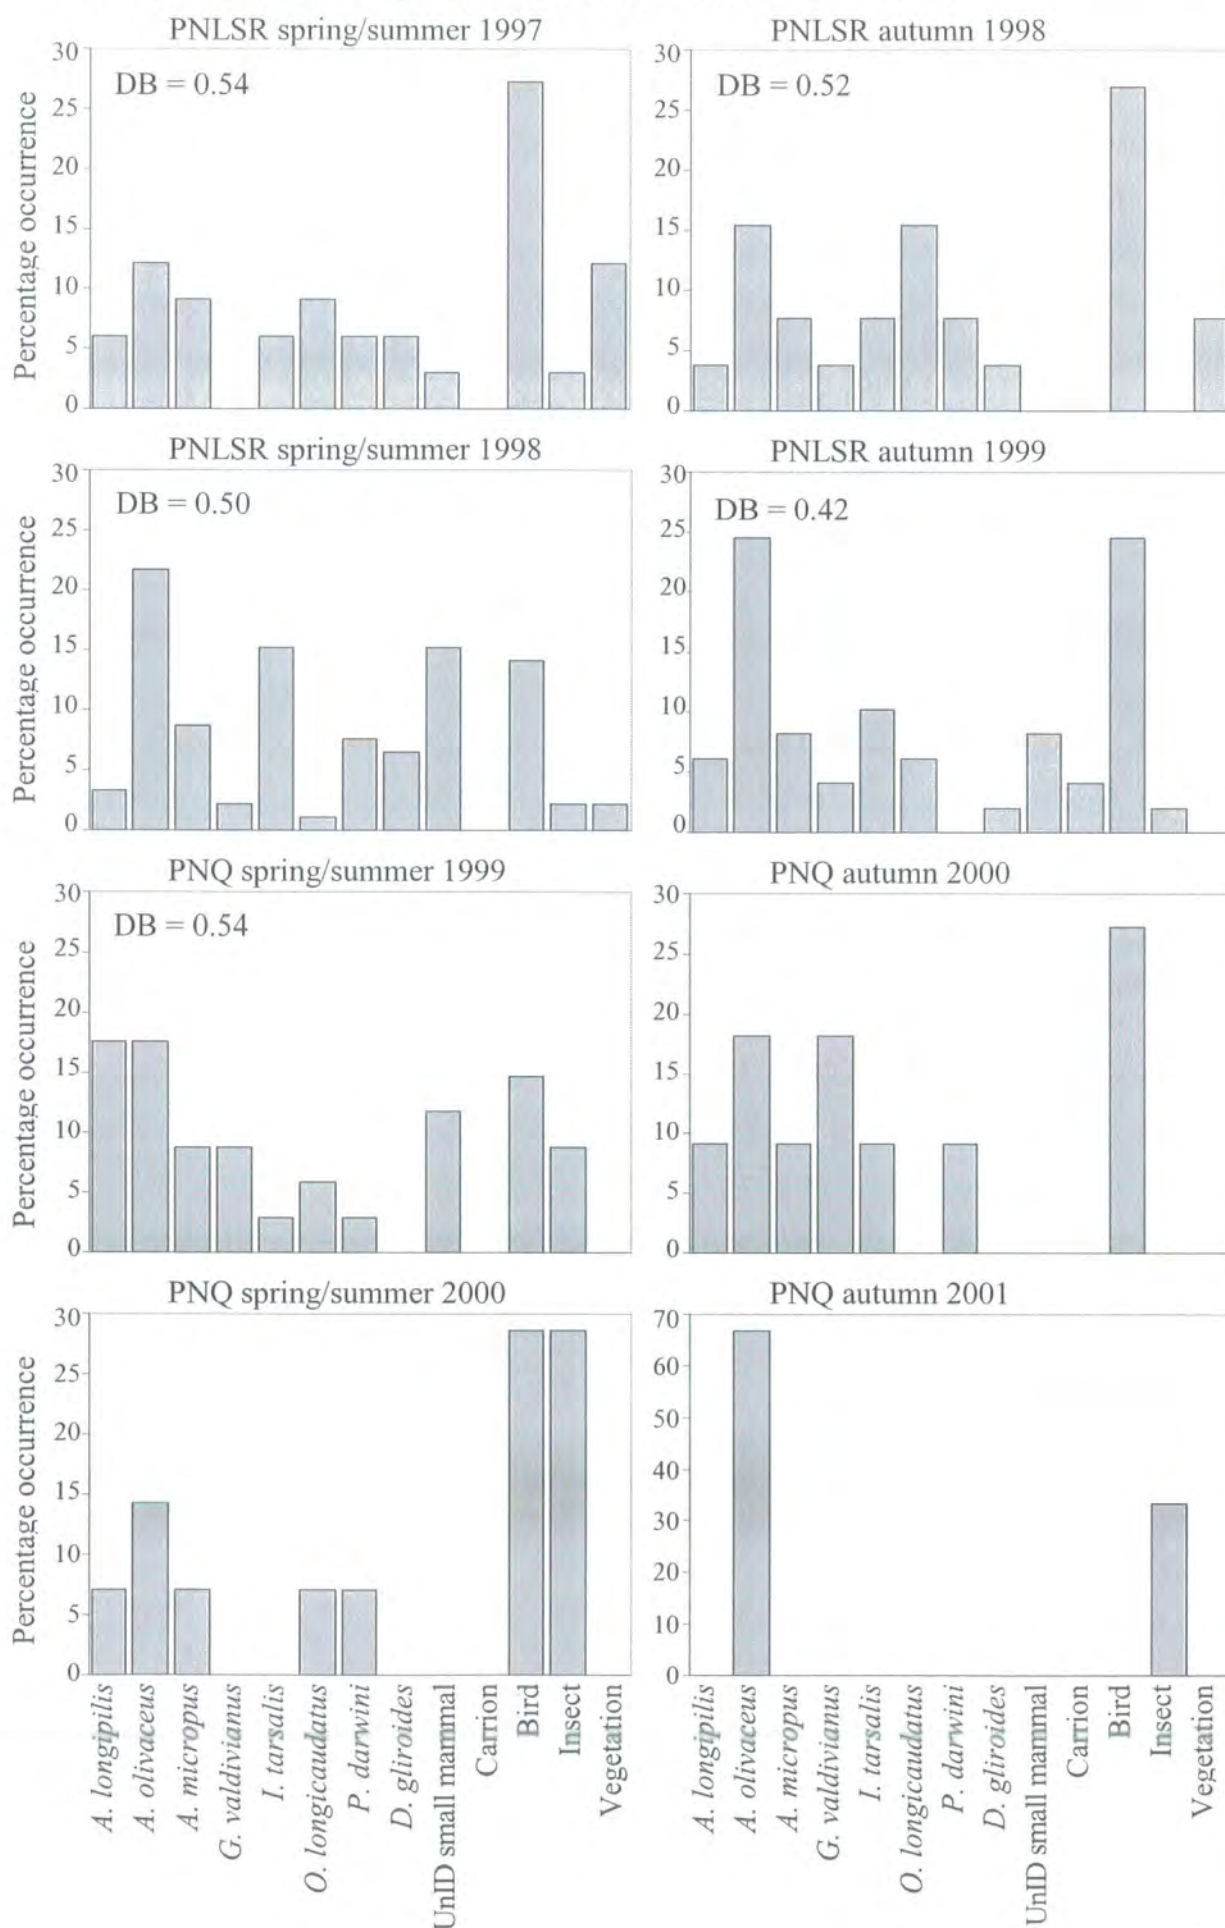 PNLSR spring/summer 1997
DB = 0.54
Percentage occurrence
30
25
20
15
10
5
0
PNLSR autumn 1998
DB = 0.52
30
25
20
15
10
5
0
PNLSR spring/summer 1998
DB = 0.50
Percentage occurrence
30
25
20
15
10
5
0
PNLSR autumn 1999
DB = 0.42
30
25
20
15
10
5
0
PNQ spring/summer 1999
DB = 0.54
Percentage occurrence
30
25
20
15
10
5
0
PNQ autumn 2000
30
25
20
15
10
5
0
PNQ spring/summer 2000
Percentage occurrence
30
25
20
15
10
5
0
A. longipilis
A. olivaceus
A. micropus
G. valdivianus
I. tarsalis
O. longicaudatus
P. darwini
D. gliroides
UnID small mammal
Carrion
Bird
Insect
Vegetation
PNQ autumn 2001
70
60
50
40
30
20
10
0
A. longipilis
A. olivaceus
A. micropus
G. valdivianus
I. tarsalis
O. longicaudatus
P. darwini
D. gliroides
UnID small mammal
Carrion
Bird
Insect
Vegetation